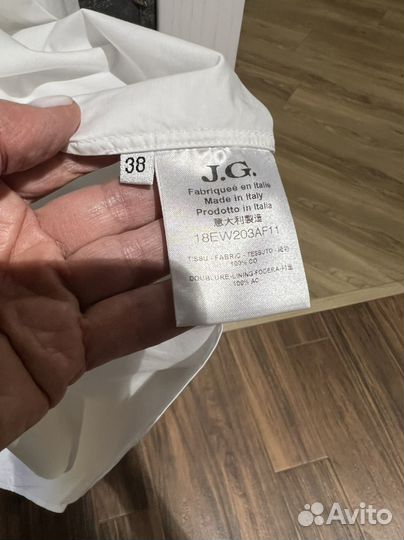 38
J.G.
Fabriqueé en Italie
Made in Italy
Prodotto in Italia
意大利製造
18EW203AF11
TISSU - FABRIC - TESSUTO -
100% CO
DOUBLURE - LINING - FODERA -
100% AC
Avito